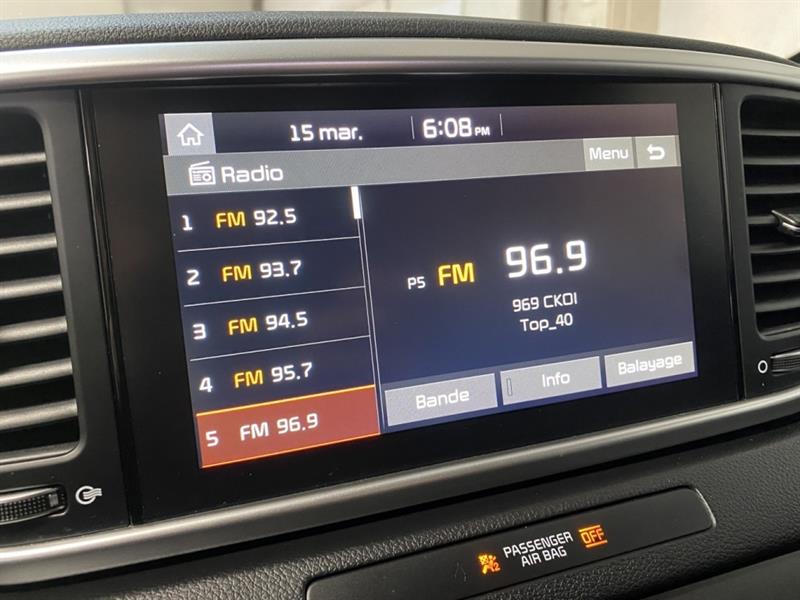 15 mar. 6:08 PM
Radio Menu
1 FM 92.5
2 FM 93.7
3 FM 94.5
4 FM 95.7
5 FM 96.9
P5 FM 96.9
969 CKOI
Top_40
Bande Info Balayage
PASSENGER
AIR BAG OFF